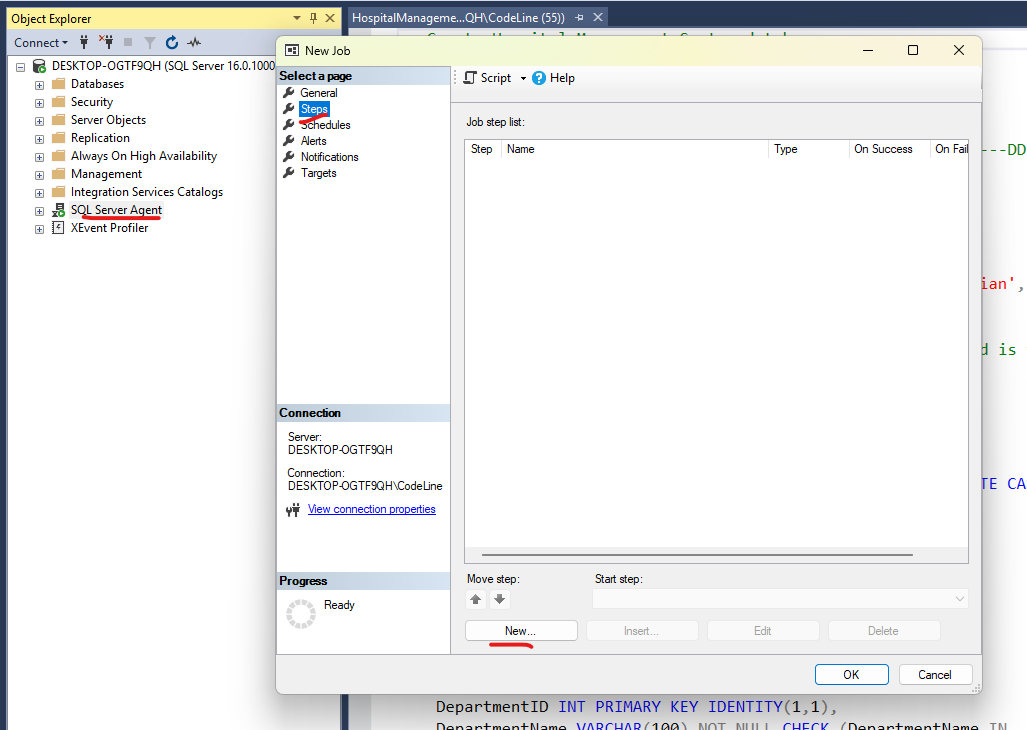 Object Explorer
HospitalManageme...QH\CodeLine (55))
Connect
New Job
DESKTOP-OGTF9QH (SQL Server 16.0.1000
Databases
Security
Server Objects
Replication
Always On High Availability
Management
Integration Services Catalogs
SQL Server Agent
XEvent Profiler
Select a page
General
Steps
Schedules
Alerts
Notifications
Targets
Script
Help
Job step list:
Step Name Type On Success On Fail
Connection
Server:
DESKTOP-OGTF9QH
Connection:
DESKTOP-OGTF9QH\CodeLine
View connection properties
Progress
Ready
Move step:
Start step:
New...
Insert...
Edit
Delete
OK
Cancel
---DD
ian',
d is
TE CA
DepartmentID INT PRIMARY KEY IDENTITY(1,1),
DepartmentName VARCHAR(100) NOT NULL CHECK (DepartmentName IN